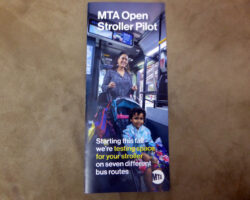 MTA Open
Stroller Pilot
Starting this fall
we're testing space
for your stroller
on seven different
bus routes
MTA